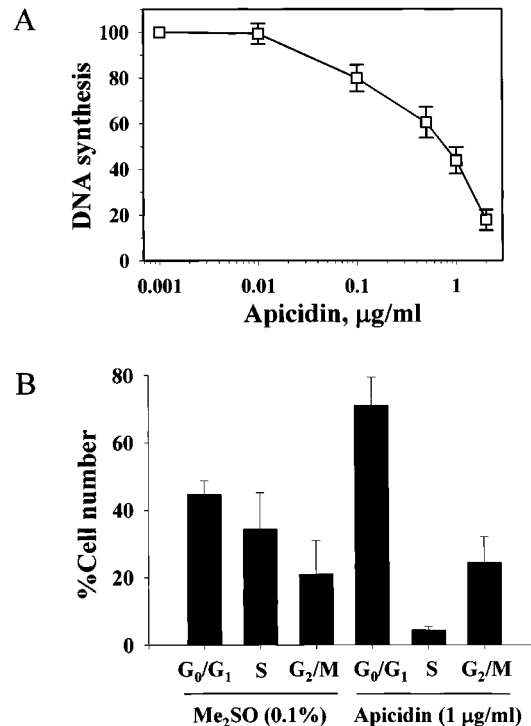 A
DNA synthesis
100
80
60
40
20
0
0.001 0.01 0.1 1
Apicidin, μg/ml
B
%Cell number
80
60
40
20
0
G₀/G₁ S G₂/M G₀/G₁ S G₂/M
Me₂SO (0.1%) Apicidin (1 μg/ml)